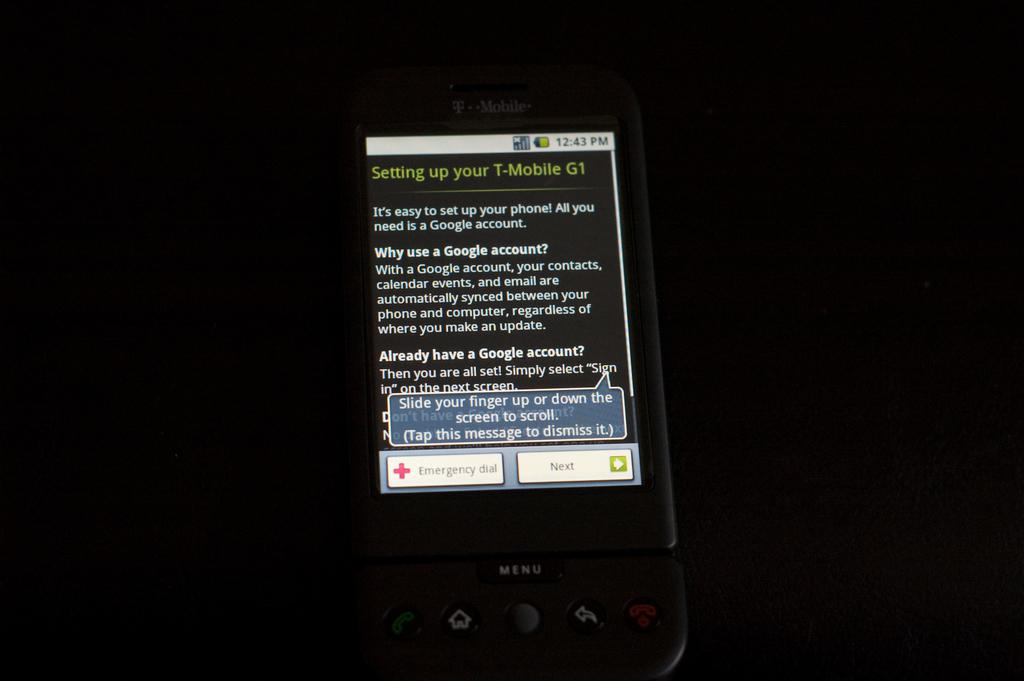 T··Mobile·
12:43 PM
Setting up your T-Mobile G1
It's easy to set up your phone! All you
need is a Google account.
Why use a Google account?
With a Google account, your contacts,
calendar events, and email are
automatically synced between your
phone and computer, regardless of
where you make an update.
Already have a Google account?
Then you are all set! Simply select "Sign
in" on the next screen.
Don't have a Google account?
Slide your finger up or down the
screen to scroll.
(Tap this message to dismiss it.)
Emergency dial
Next
MENU